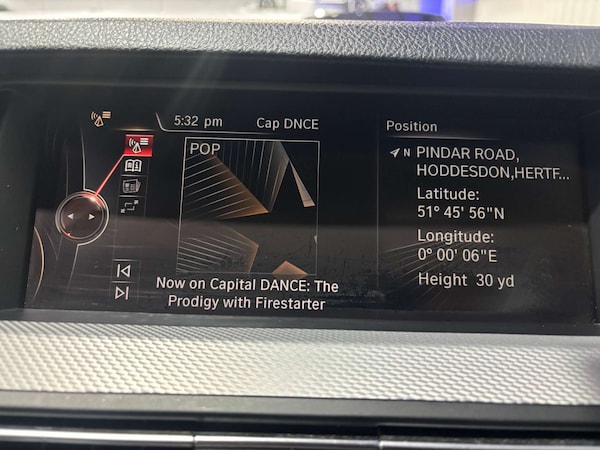 5:32 pm
Cap DNCE
POP
Now on Capital DANCE: The
Prodigy with Firestarter
Position
N PINDAR ROAD,
HODDESDON,HERTF...
Latitude:
51° 45' 56"N
Longitude:
0° 00' 06"E
Height 30 yd